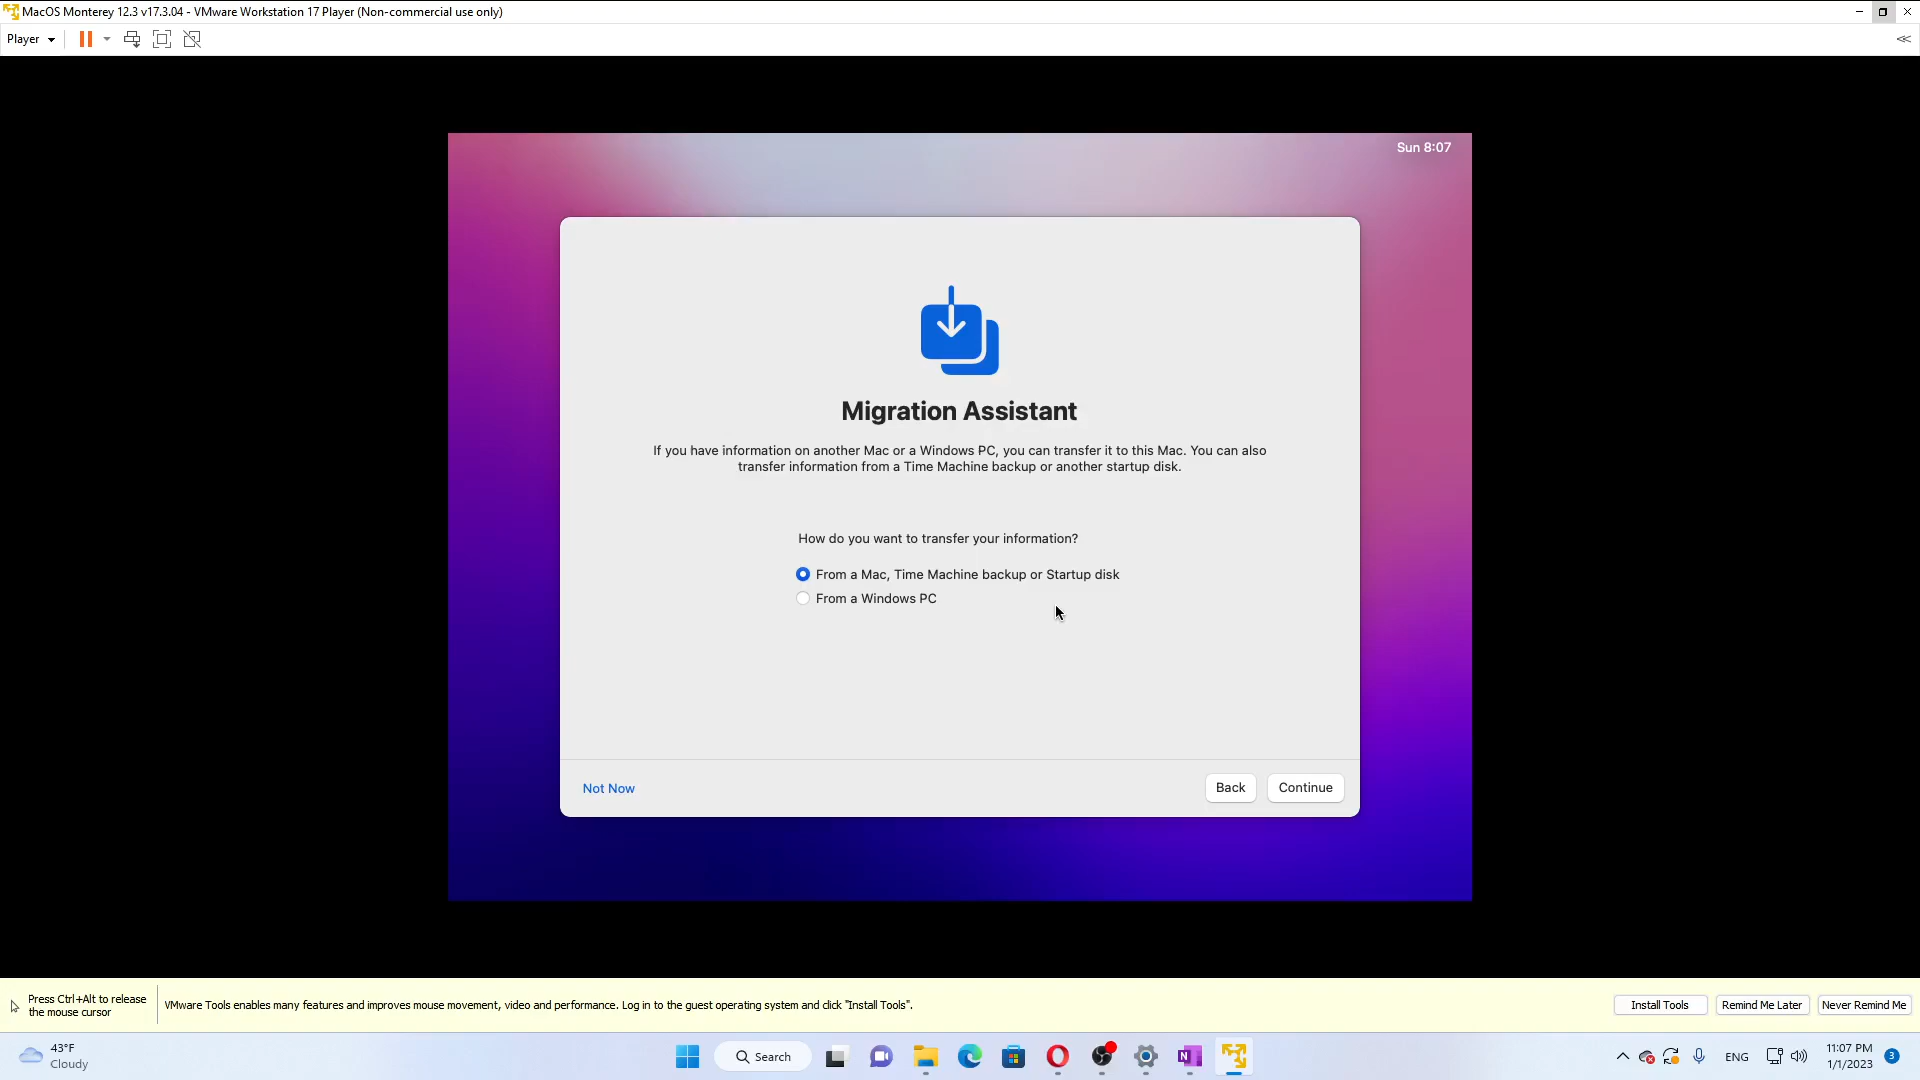 MacOS Monterey 12.3 v17.3.04 - VMware Workstation 17 Player (Non-commercial use only)
Player
Sun 8:07
Migration Assistant
If you have information on another Mac or a Windows PC, you can transfer it to this Mac. You can also
transfer information from a Time Machine backup or another startup disk.
How do you want to transfer your information?
From a Mac, Time Machine backup or Startup disk
From a Windows PC
Not Now
Back
Continue
Press Ctrl+Alt to release
the mouse cursor
VMware Tools enables many features and improves mouse movement, video and performance. Log in to the guest operating system and click "Install Tools".
Install Tools
Remind Me Later
Never Remind Me
43°F
Cloudy
Search
N
ENG
11:07 PM
1/1/2023
3